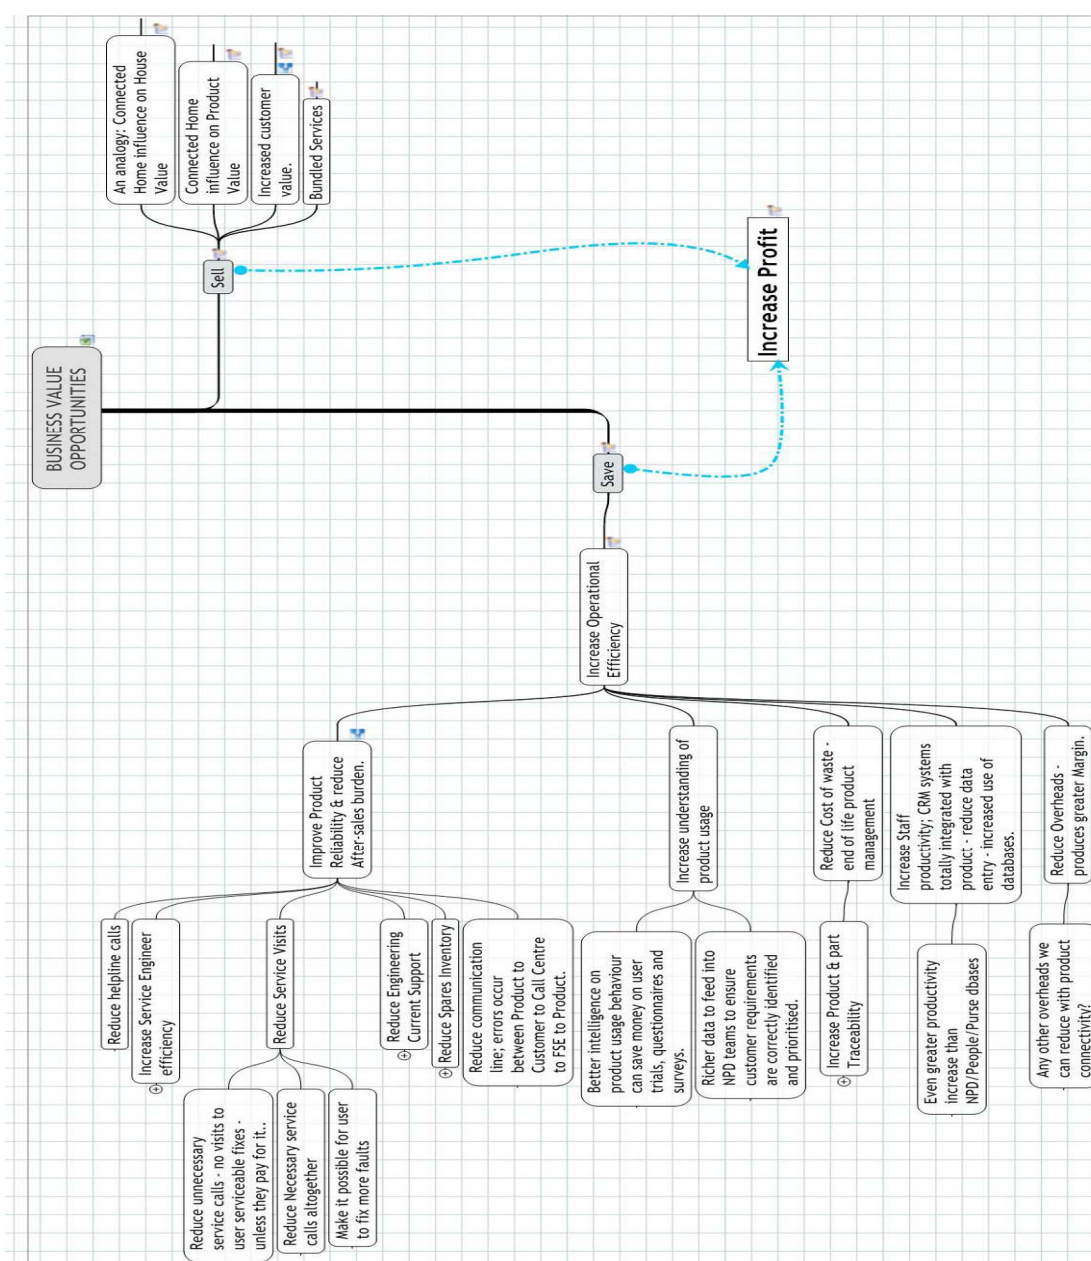 BUSINESS VALUE
OPPORTUNITIES
Sell
An analogy: Connected
Home influence on House
Value
Connected Home
influence on Product
Value
Increased customer
value.
Bundled Services
Increase Profit
Save
Increase Operational
Efficiency
Improve Product
Reliability & reduce
After-sales burden.
Reduce helpline calls
Increase Service Engineer
efficiency
Reduce Service Visits
Reduce unnecessary
service calls - no visits to
user serviceable fixes -
unless they pay for it..
Reduce Necessary service
calls altogether
Make it possible for user
to fix more faults
Reduce Engineering
Current Support
Reduce Spares Inventory
Reduce communication
line; errors occur
between Product to
Customer to Call Centre
to FSE to Product.
Increase understanding of
product usage
Better intelligence on
product usage behaviour
can save money on user
trials, questionnaires and
surveys.
Richer data to feed into
NPD teams to ensure
customer requirements
are correctly identified
and prioritised.
Reduce Cost of waste -
end of life product
management
Increase Product & part
Traceability
Increase Staff
productivity; CRM systems
totally integrated with
product - reduce data
entry - increased use of
databases.
Even greater productivity
increase than
NPD/People/Purse dbases
Reduce Overheads -
produces greater Margin.
Any other overheads we
can reduce with product
connectivity?